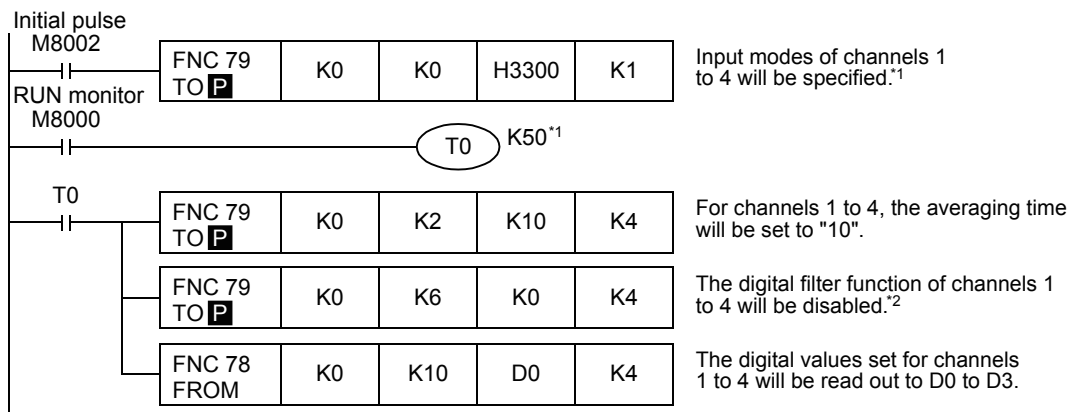 Initial pulse
M8002
FNC 79
TO P
K0
K0
H3300
K1
Input modes of channels 1
to 4 will be specified.*1
RUN monitor
M8000
T0
K50*1
T0
FNC 79
TO P
K0
K2
K10
K4
For channels 1 to 4, the averaging time
will be set to "10".
FNC 79
TO P
K0
K6
K0
K4
The digital filter function of channels 1
to 4 will be disabled.*2
FNC 78
FROM
K0
K10
D0
K4
The digital values set for channels
1 to 4 will be read out to D0 to D3.